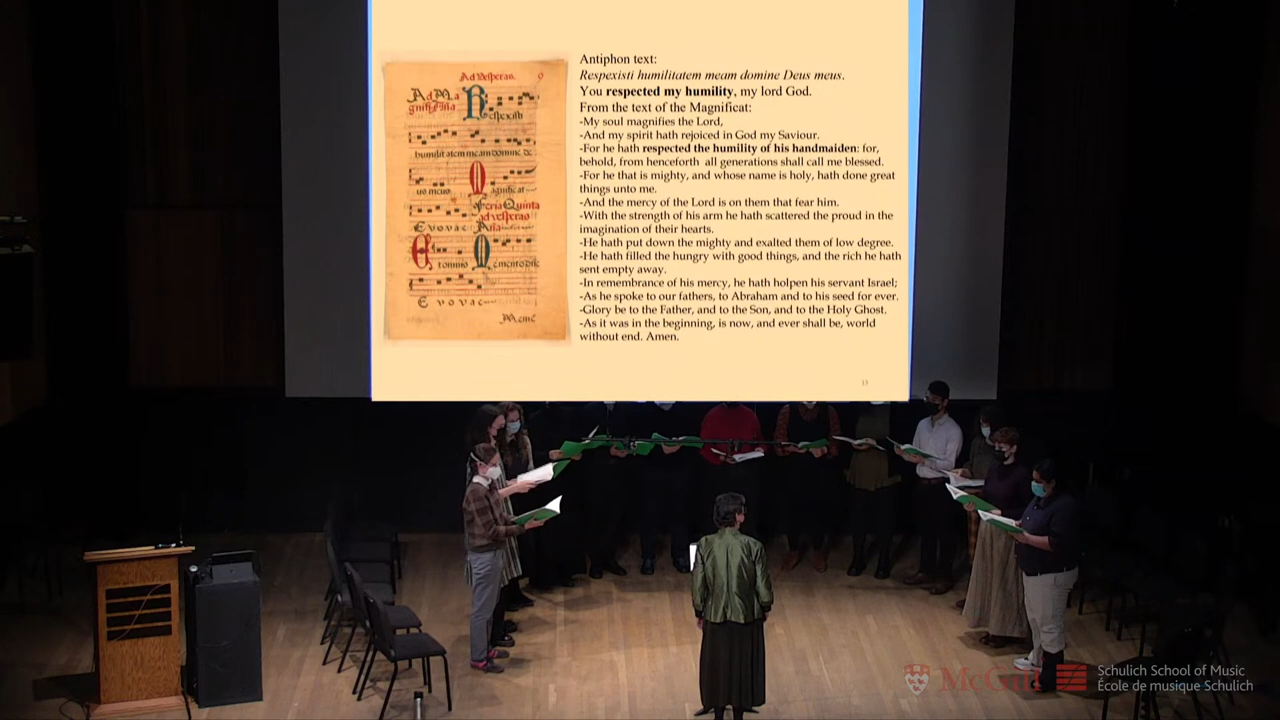 Ad Vesperas. 9
Respexisti
humilitatem meam domine De
us meus agnificat
Feria Quinta
ad vesperas
E v o v a e Ana
E v o v a e
Antiphon text:
Respexisti humilitatem meam domine Deus meus.
You respected my humility, my lord God.
From the text of the Magnificat:
-My soul magnifies the Lord,
-And my spirit hath rejoiced in God my Saviour.
-For he hath respected the humility of his handmaiden: for,
behold, from henceforth all generations shall call me blessed.
-For he that is mighty, and whose name is holy, hath done great
things unto me.
-And the mercy of the Lord is on them that fear him.
-With the strength of his arm he hath scattered the proud in the
imagination of their hearts.
-He hath put down the mighty and exalted them of low degree.
-He hath filled the hungry with good things, and the rich he hath
sent empty away.
-In remembrance of his mercy, he hath holpen his servant Israel;
-As he spoke to our fathers, to Abraham and to his seed for ever.
-Glory be to the Father, and to the Son, and to the Holy Ghost.
-As it was in the beginning, is now, and ever shall be, world
without end. Amen.
13
McGill
Schulich School of Music
École de musique Schulich